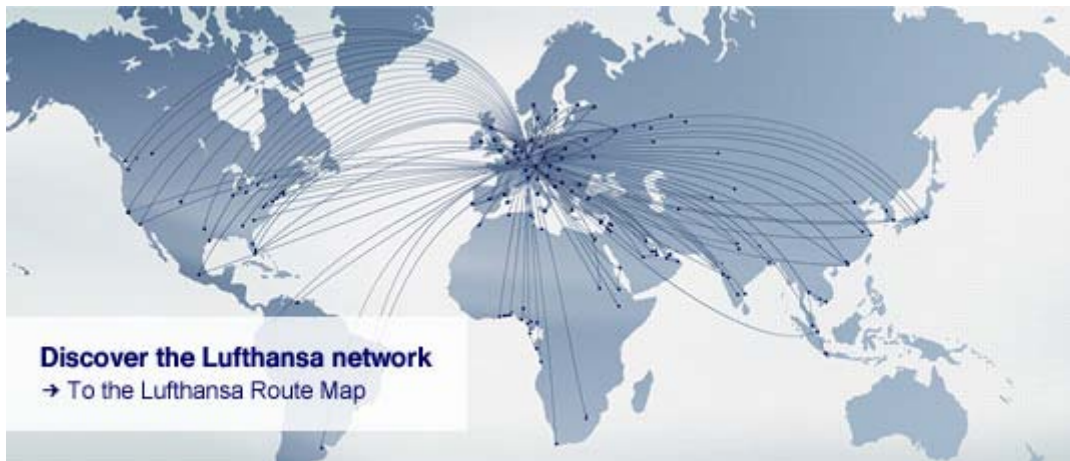 Discover the Lufthansa network
→ To the Lufthansa Route Map